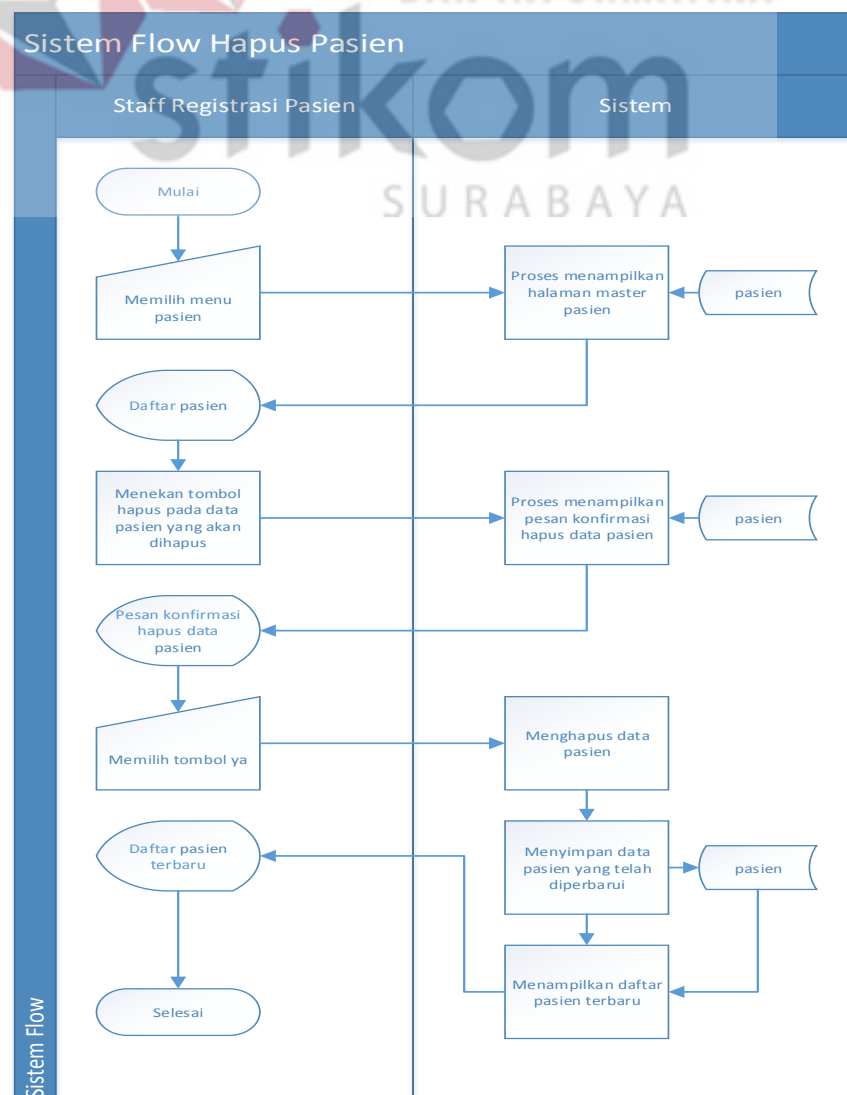 Sistem Flow Hapus Pasien
stikom
SURABAYA
Staff Registrasi Pasien
Sistem
Mulai
Memilih menu
pasien
Proses menampilkan
halaman master
pasien
pasien
Daftar pasien
Menekan tombol
hapus pada data
pasien yang akan
dihapus
Proses menampilkan
pesan konfirmasi
hapus data pasien
pasien
Pesan konfirmasi
hapus data
pasien
Memilih tombol ya
Menghapus data
pasien
Daftar pasien
terbaru
Menyimpan data
pasien yang telah
diperbarui
pasien
Menampilkan daftar
pasien terbaru
Selesai
Sistem Flow